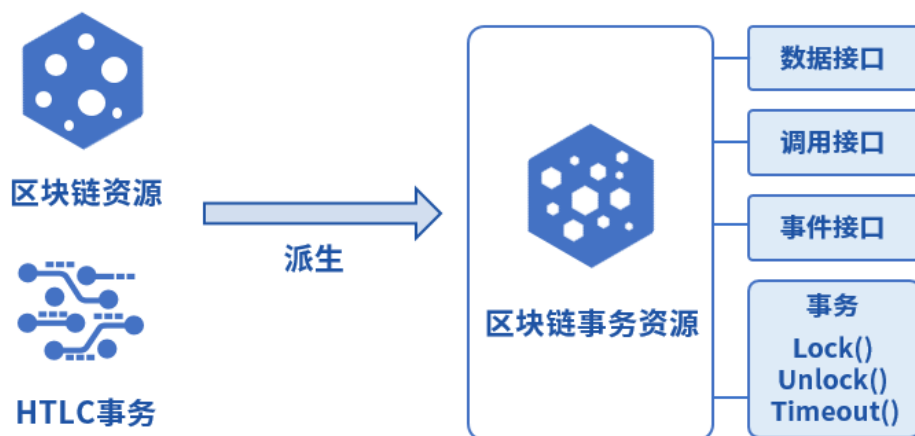 区块链资源
HTLC事务
派生
区块链事务资源
数据接口
调用接口
事件接口
事务
Lock()
Unlock()
Timeout()